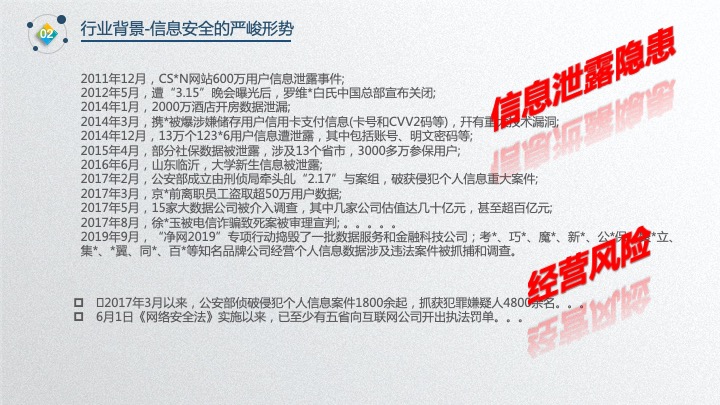 02
行业背景-信息安全的严峻形势
信息泄露隐患
2011年12月，CS*N网站600万用户信息泄露事件;
2012年5月，遭“3.15”晚会曝光后，罗维*白氏中国总部宣布关闭;
2014年1月，2000万酒店开房数据泄漏;
2014年3月，携*被爆涉嫌储存用户信用卡支付信息(卡号和CVV2码等)，幵有重大技术漏洞;
2014年12月，13万个123*6用户信息遭泄露，其中包括账号、明文密码等;
2015年4月，部分社保数据被泄露，涉及13个省市，3000多万参保用户;
2016年6月，山东临沂，大学新生信息被泄露;
2017年2月，公安部成立由刑侦局牵头癿“2.17”与案组，破获侵犯个人信息重大案件;
2017年3月，京*前离职员工盗取超50万用户数据;
2017年5月，15家大数据公司被介入调查，其中几家公司估值达几十亿元，甚至超百亿元;
2017年8月，徐*玉被电信诈骗致死案被审理宣判; 。。。。。
2019年9月，“净网2019”专项行动捣毁了一批数据服务和金融科技公司；考*、巧*、魔*、新*、公*保、*立、
集*、*翼、同*、百*等知名品牌公司经营个人信息数据涉及违法案件被抓捕和调查。
经营风险
2017年3月以来，公安部侦破侵犯个人信息案件1800余起，抓获犯罪嫌疑人4800余名。。。
6月1日《网络安全法》实施以来，已至少有五省向互联网公司开出执法罚单。。。